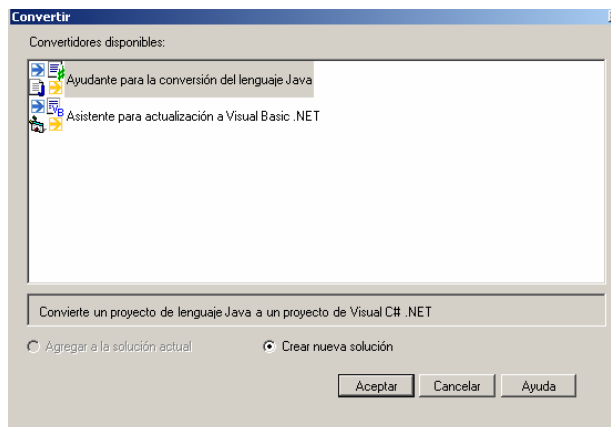 Convertir
Convertidores disponibles:
Ayudante para la conversión del lenguaje Java
Asistente para actualización a Visual Basic .NET
Convierte un proyecto de lenguaje Java a un proyecto de Visual C# .NET
Agregar a la solución actual Crear nueva solución
Aceptar Cancelar Ayuda